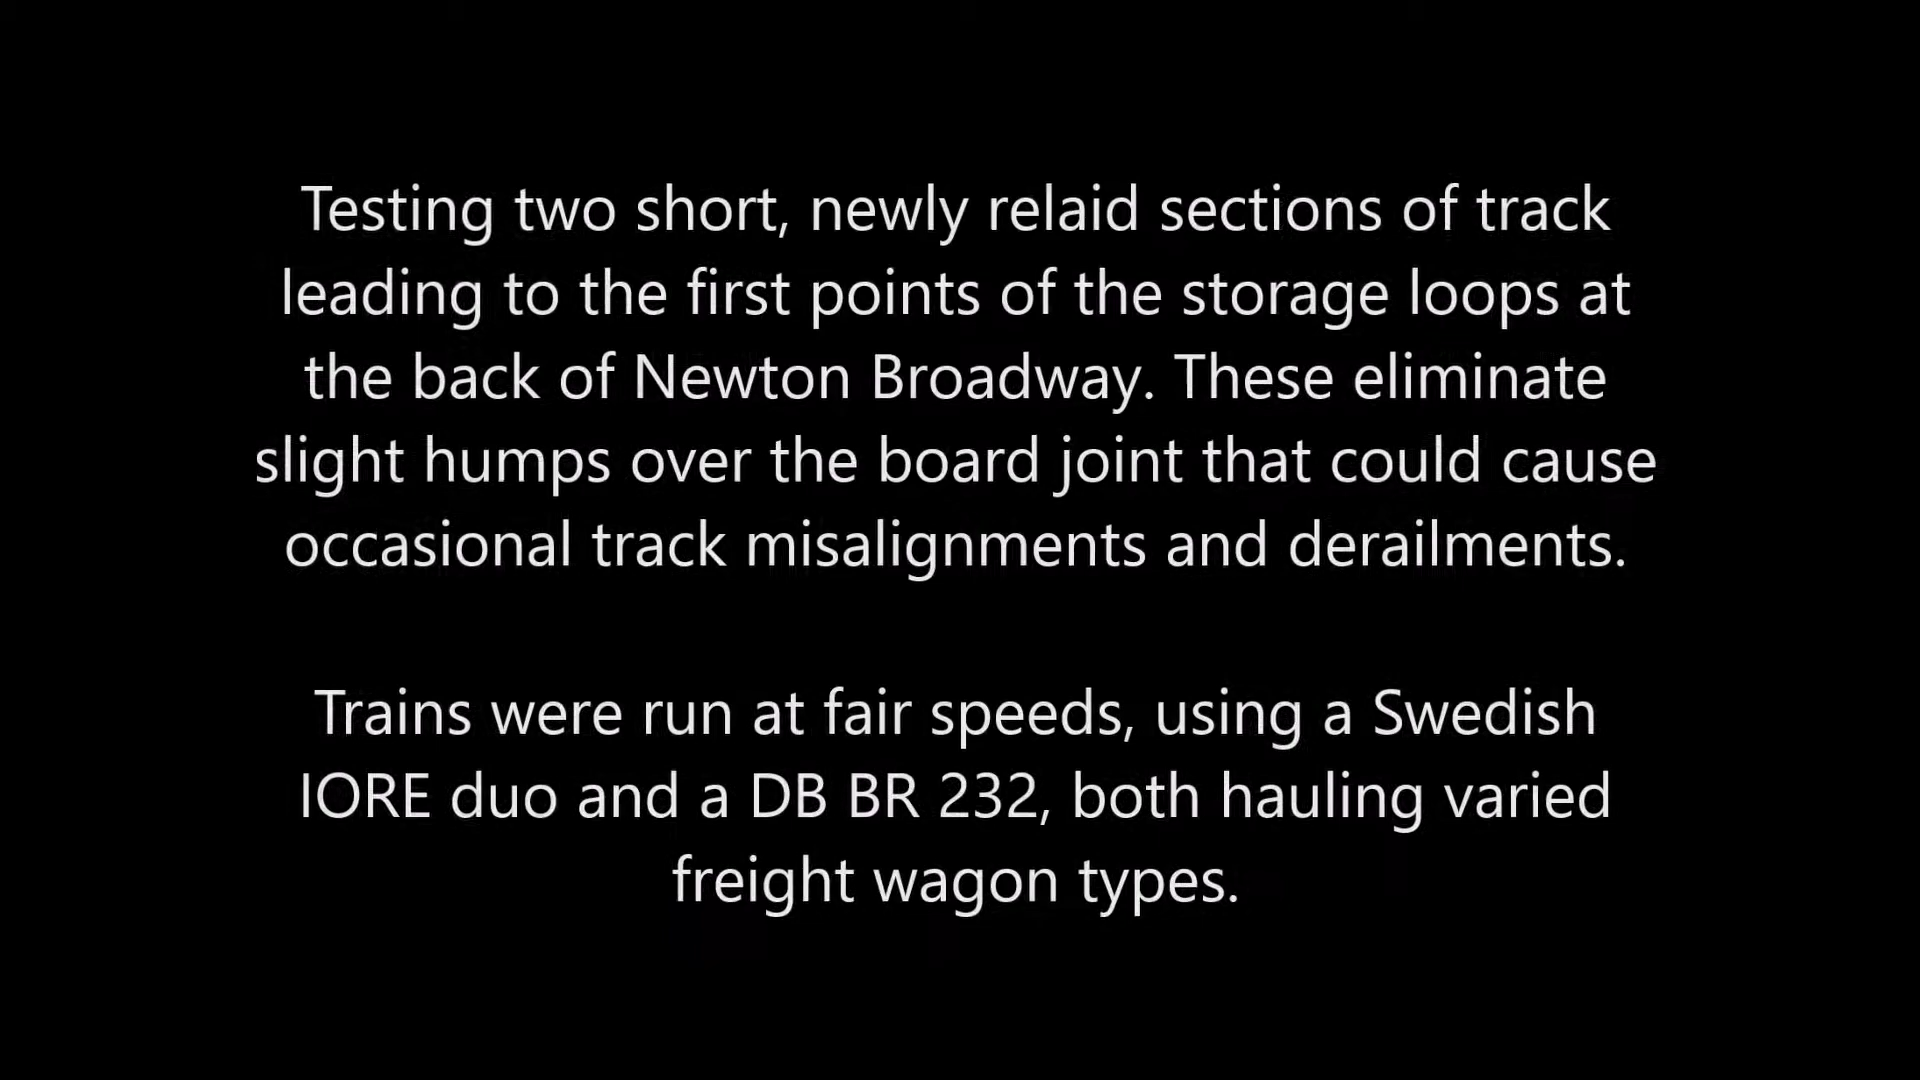 Testing two short, newly relaid sections of track
leading to the first points of the storage loops at
the back of Newton Broadway. These eliminate
slight humps over the board joint that could cause
occasional track misalignments and derailments.
Trains were run at fair speeds, using a Swedish
IORE duo and a DB BR 232, both hauling varied
freight wagon types.